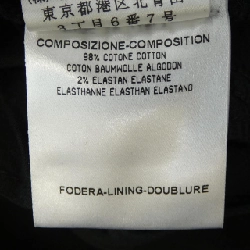 東京都港区北青山
3丁目6番7号
COMPOSIZIONE-COMPOSITION
98% COTONE COTTON
COTON BAUMWOLLE ALGODON
2% ELASTAN ELASTANE
ELASTHANNE ELASTHAN ELASTANO
FODERA-LINING-DOUBLURE